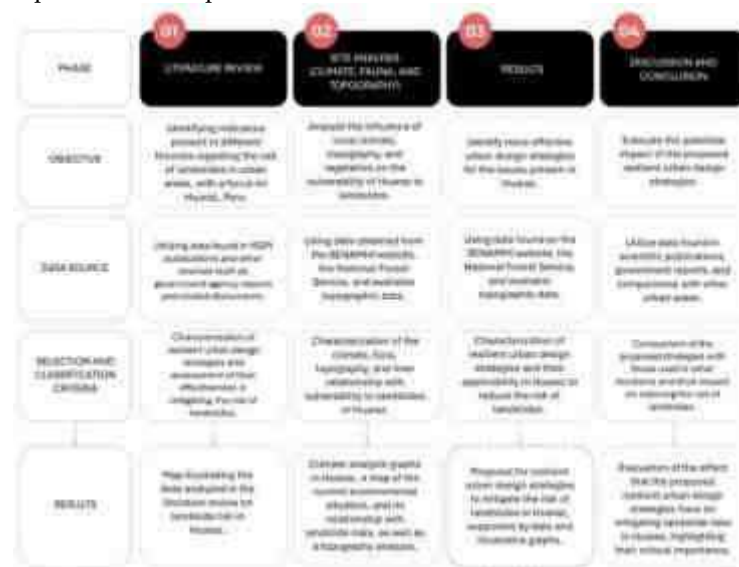 01
02
03
04
PHASE
LITERATURE REVIEW
SITE ANALYSIS
(CLIMATE, FAUNA, AND
TOPOGRAPHY)
RESULTS
DISCUSSION AND
CONCLUSION
OBJECTIVE
Identifying
present in different
regarding the risk
of landslides in urban
areas, with a focus on
Huaraz, Peru.
Analyze the influence of
climate,
topography, and
vegetation on the
vulnerability of Huaraz to
landslides.
Identify more effective
urban design strategies
for the issues present in
Huaraz.
Evaluate the potential
impact of the proposed
resilient urban design
strategies.
DATA SOURCE
Utilizing data found in
publications and other
sources such as
government agency reports
and documents.
Using data obtained from
the SENAMHI website,
the National Forest
Service, and available
topographic data.
Using data found on the
SENAMHI website, the
National Forest Service,
and available
topographic data.
Utilize data from
scientific publications,
government reports, and
comparisons with other
urban areas.
SELECTION AND
CLASSIFICATION
CRITERIA
Characterization of
resilient urban design
strategies and
assessment of their
effectiveness in
mitigating the risk of
landslides.
Characterization of the
climate, flora,
topography, and their
relationship with
vulnerability to landslides
in Huaraz.
Characterization of
resilient urban design
strategies and their
applicability in Huaraz to
reduce the risk of
landslides.
Comparison of the
proposed strategies with
those used in other
and their impact
on risk of
landslides.
RESULTS
Map illustrating the
data analyzed in the
literature review on
landslide risk in
Huaraz.
Climate analysis graphs
in Huaraz, a map of the
current environmental
situation, and its
relationship with
landslide risks, as well as
a topography analysis.
Proposal for resilient
urban design strategies
to mitigate the risk of
landslides in Huaraz,
supported by data and
illustrative graphs.
Evaluation of the effect
that the proposed
resilient urban design
strategies have on
mitigating landslide risks
in Huaraz, highlighting
their critical importance.